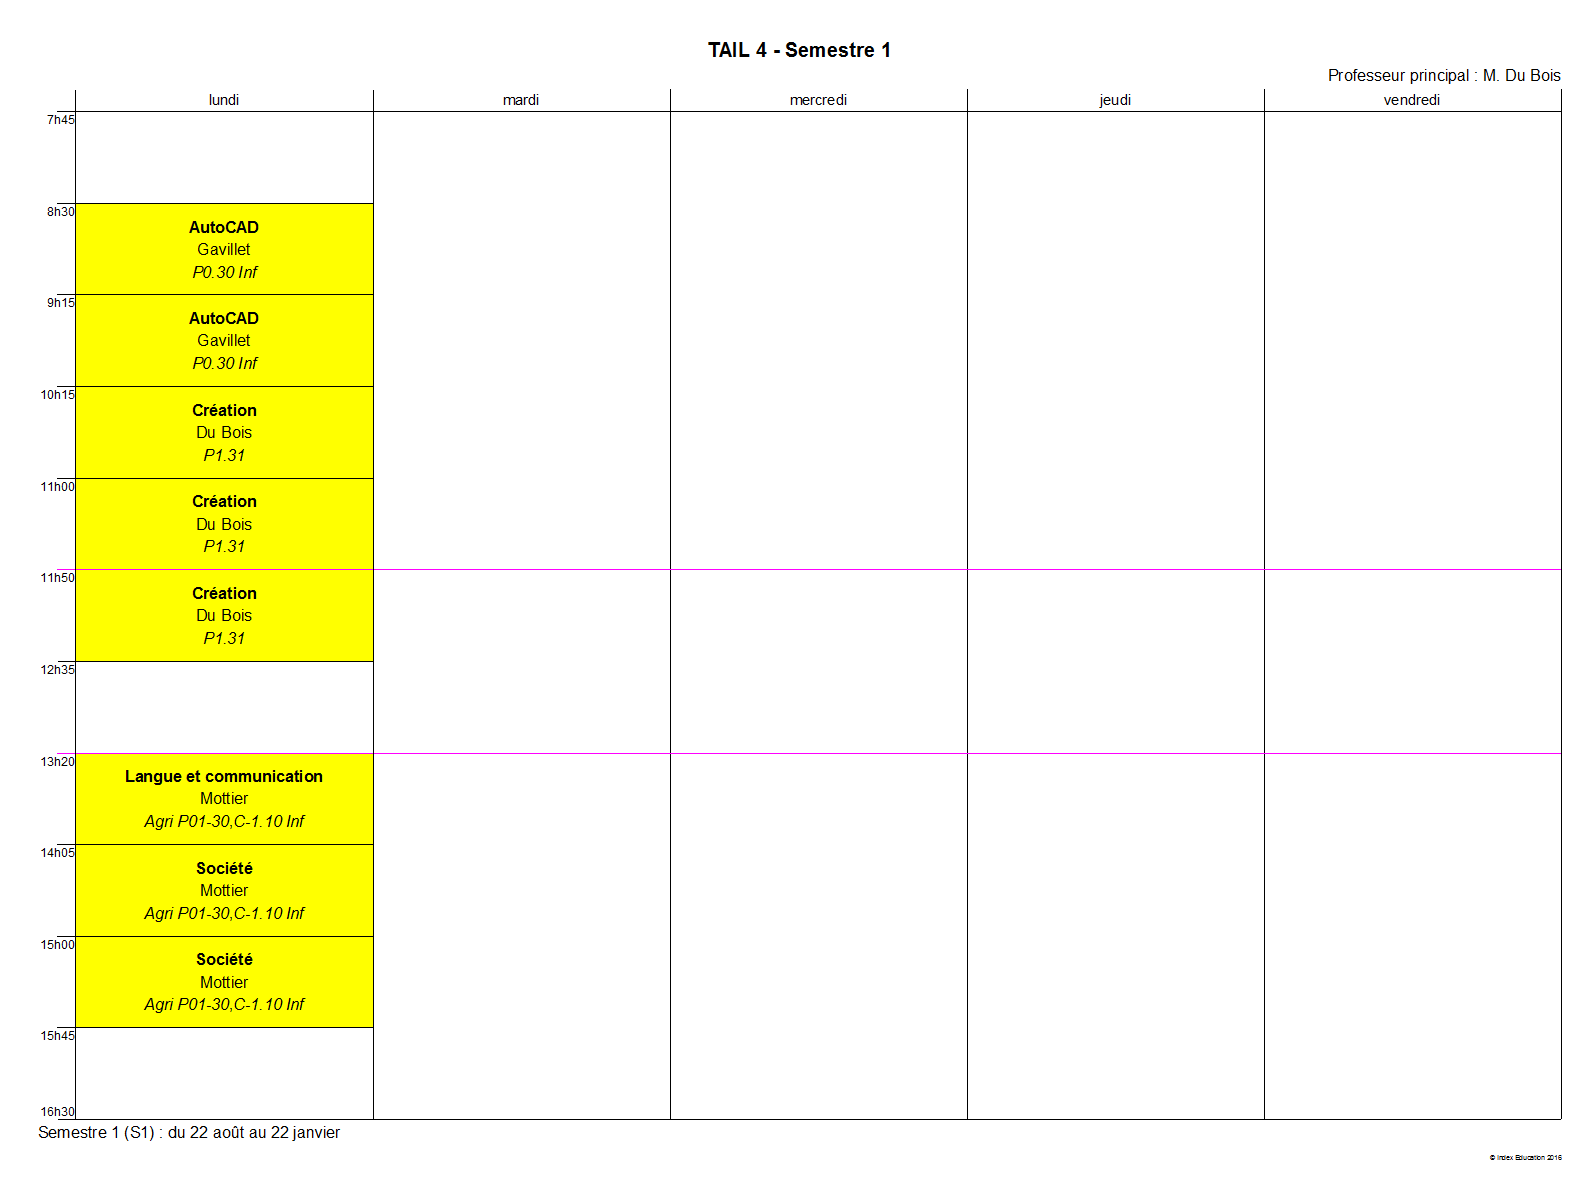 TAIL 4 - Semestre 1
Professeur principal : M. Du Bois
lundi mardi mercredi jeudi vendredi
7h45
8h30
AutoCAD
Gavillet
P0.30 Inf
9h15
AutoCAD
Gavillet
P0.30 Inf
10h15
Création
Du Bois
P1.31
11h00
Création
Du Bois
P1.31
11h50
Création
Du Bois
P1.31
12h35
13h20
Langue et communication
Mottier
Agri P01-30,C-1.10 Inf
14h05
Société
Mottier
Agri P01-30,C-1.10 Inf
15h00
Société
Mottier
Agri P01-30,C-1.10 Inf
15h45
16h30
Semestre 1 (S1) : du 22 août au 22 janvier
© Index Education 2016